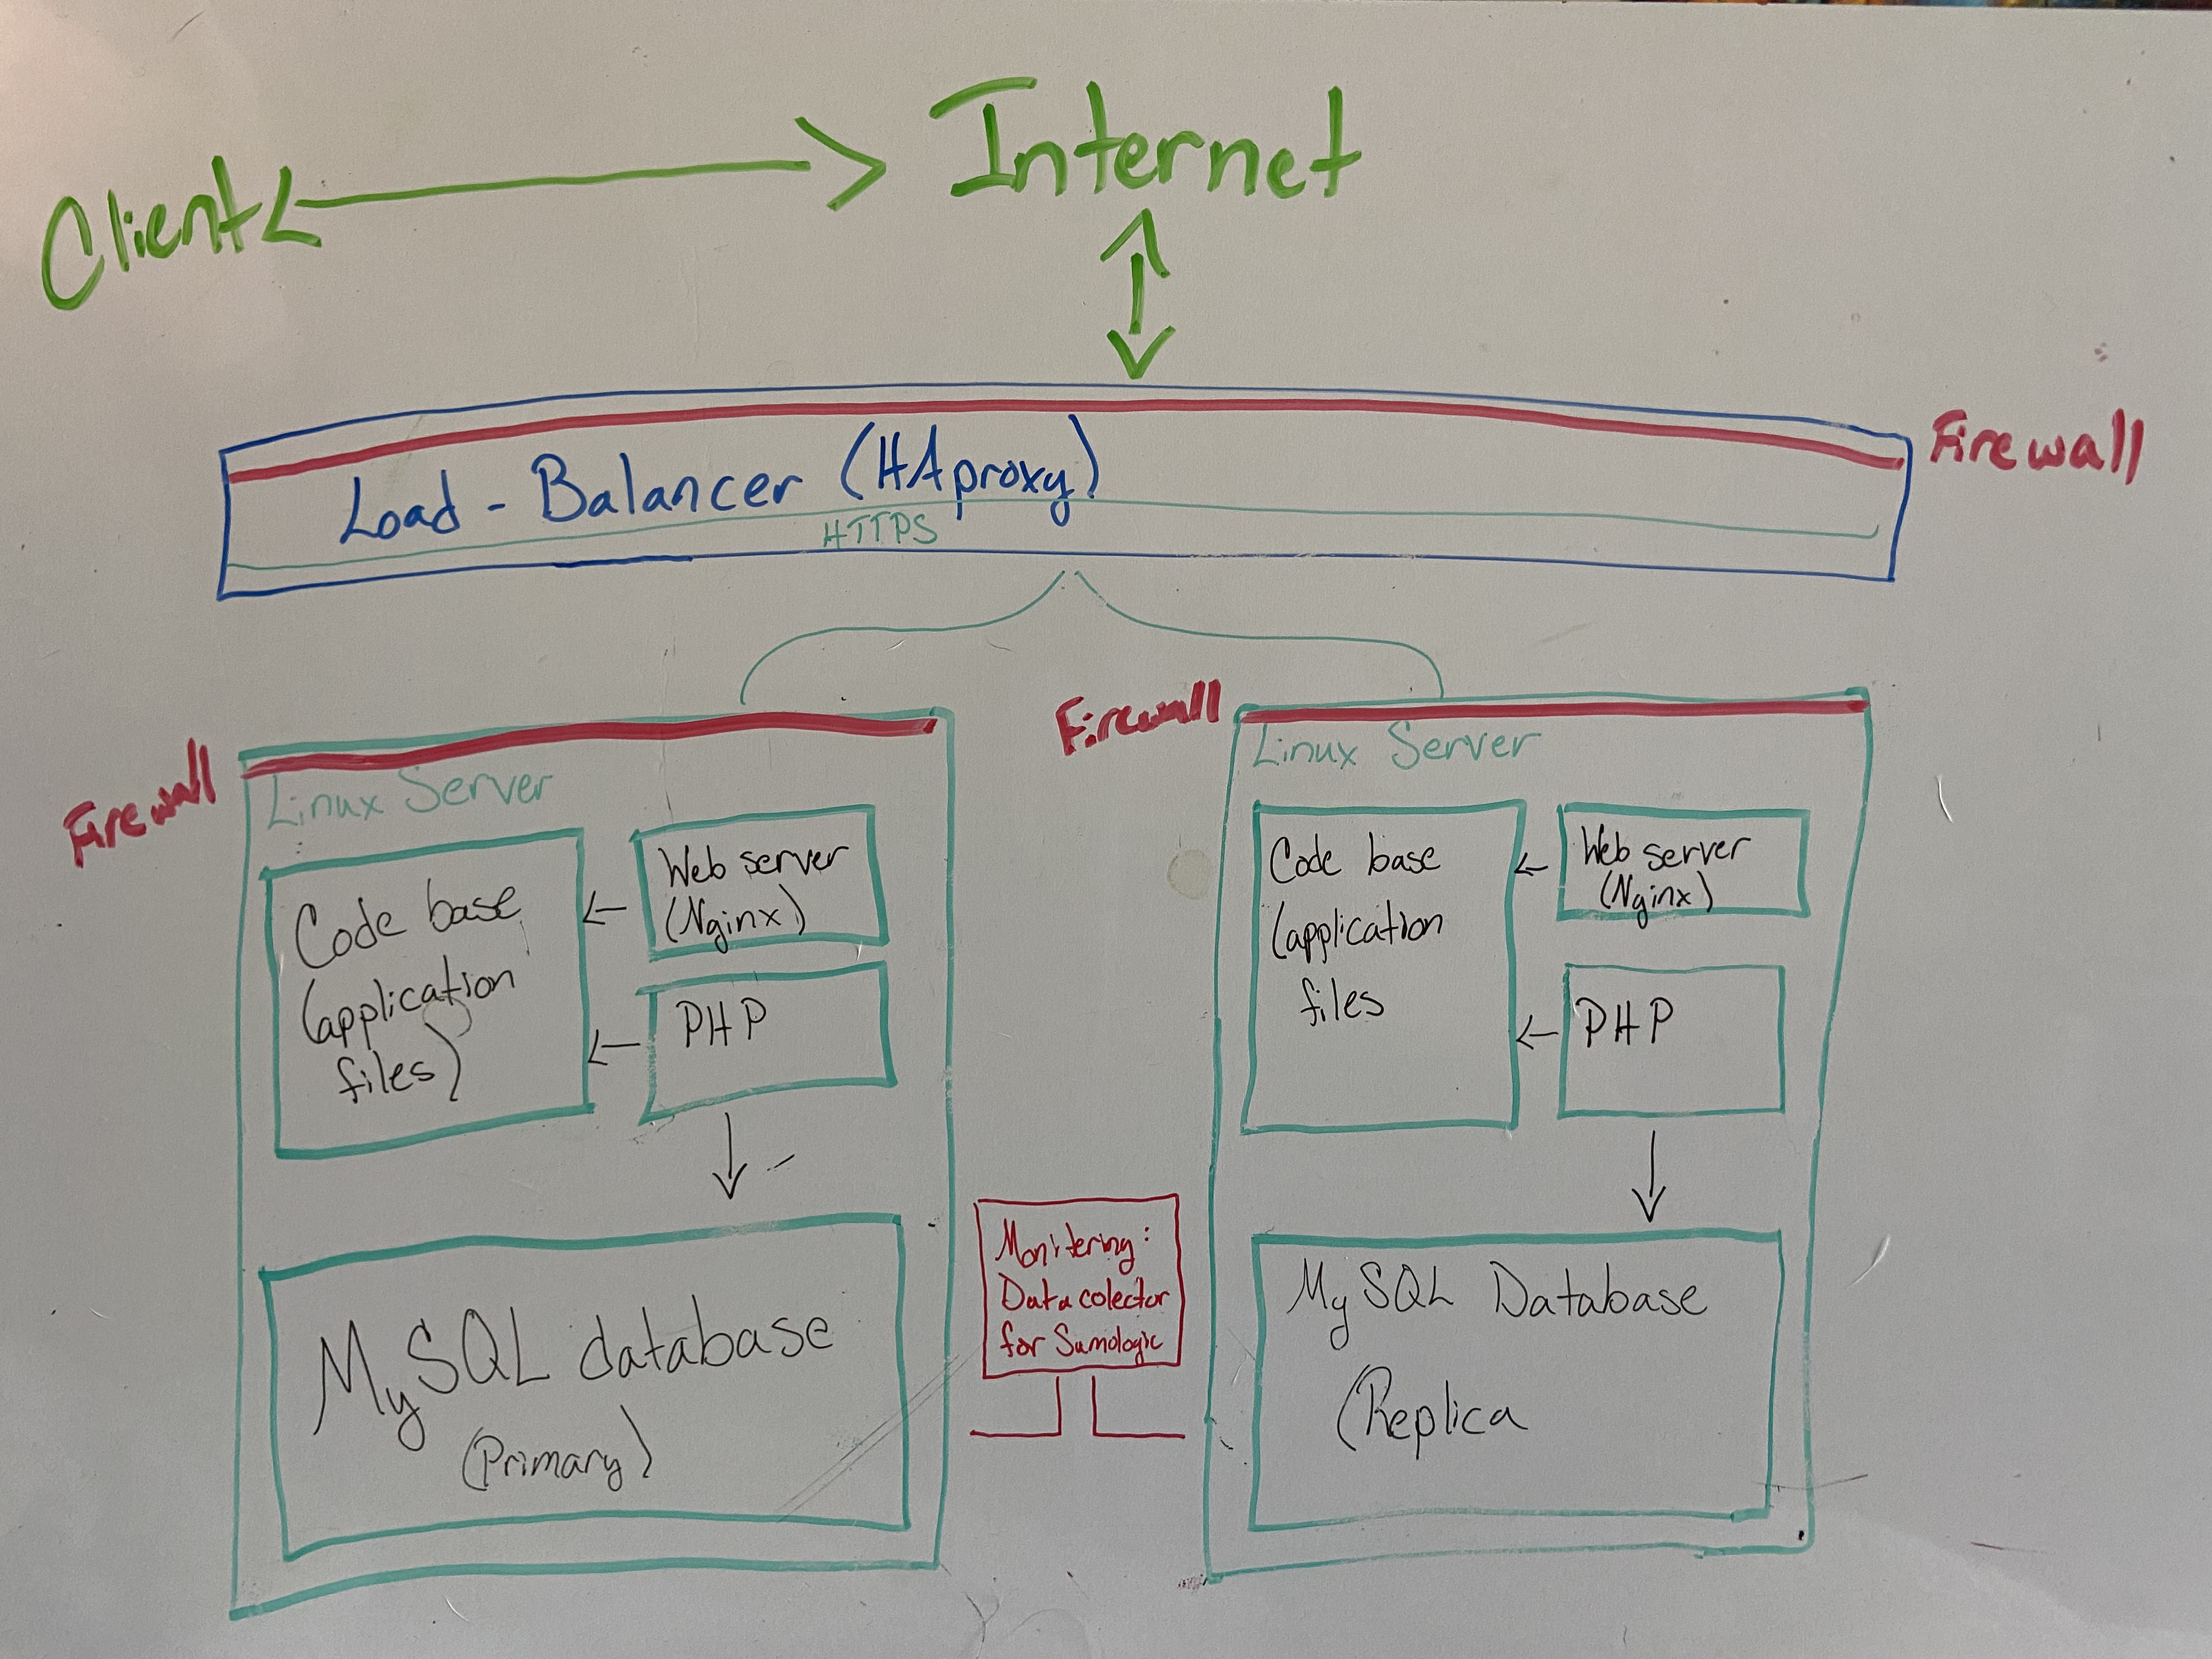 Internet
Client
Firewall
Load - Balancer (HAproxy)
HTTPS
Firewall
Linux Server
Code base
(application
files)
Web server
(Nginx)
PHP
MySQL database
(Primary)
Monitering:
Data colector
for Sumologic
Firewall
Linux Server
Code base
(application
files
Web server
(Nginx)
PHP
MySQL Database
(Replica